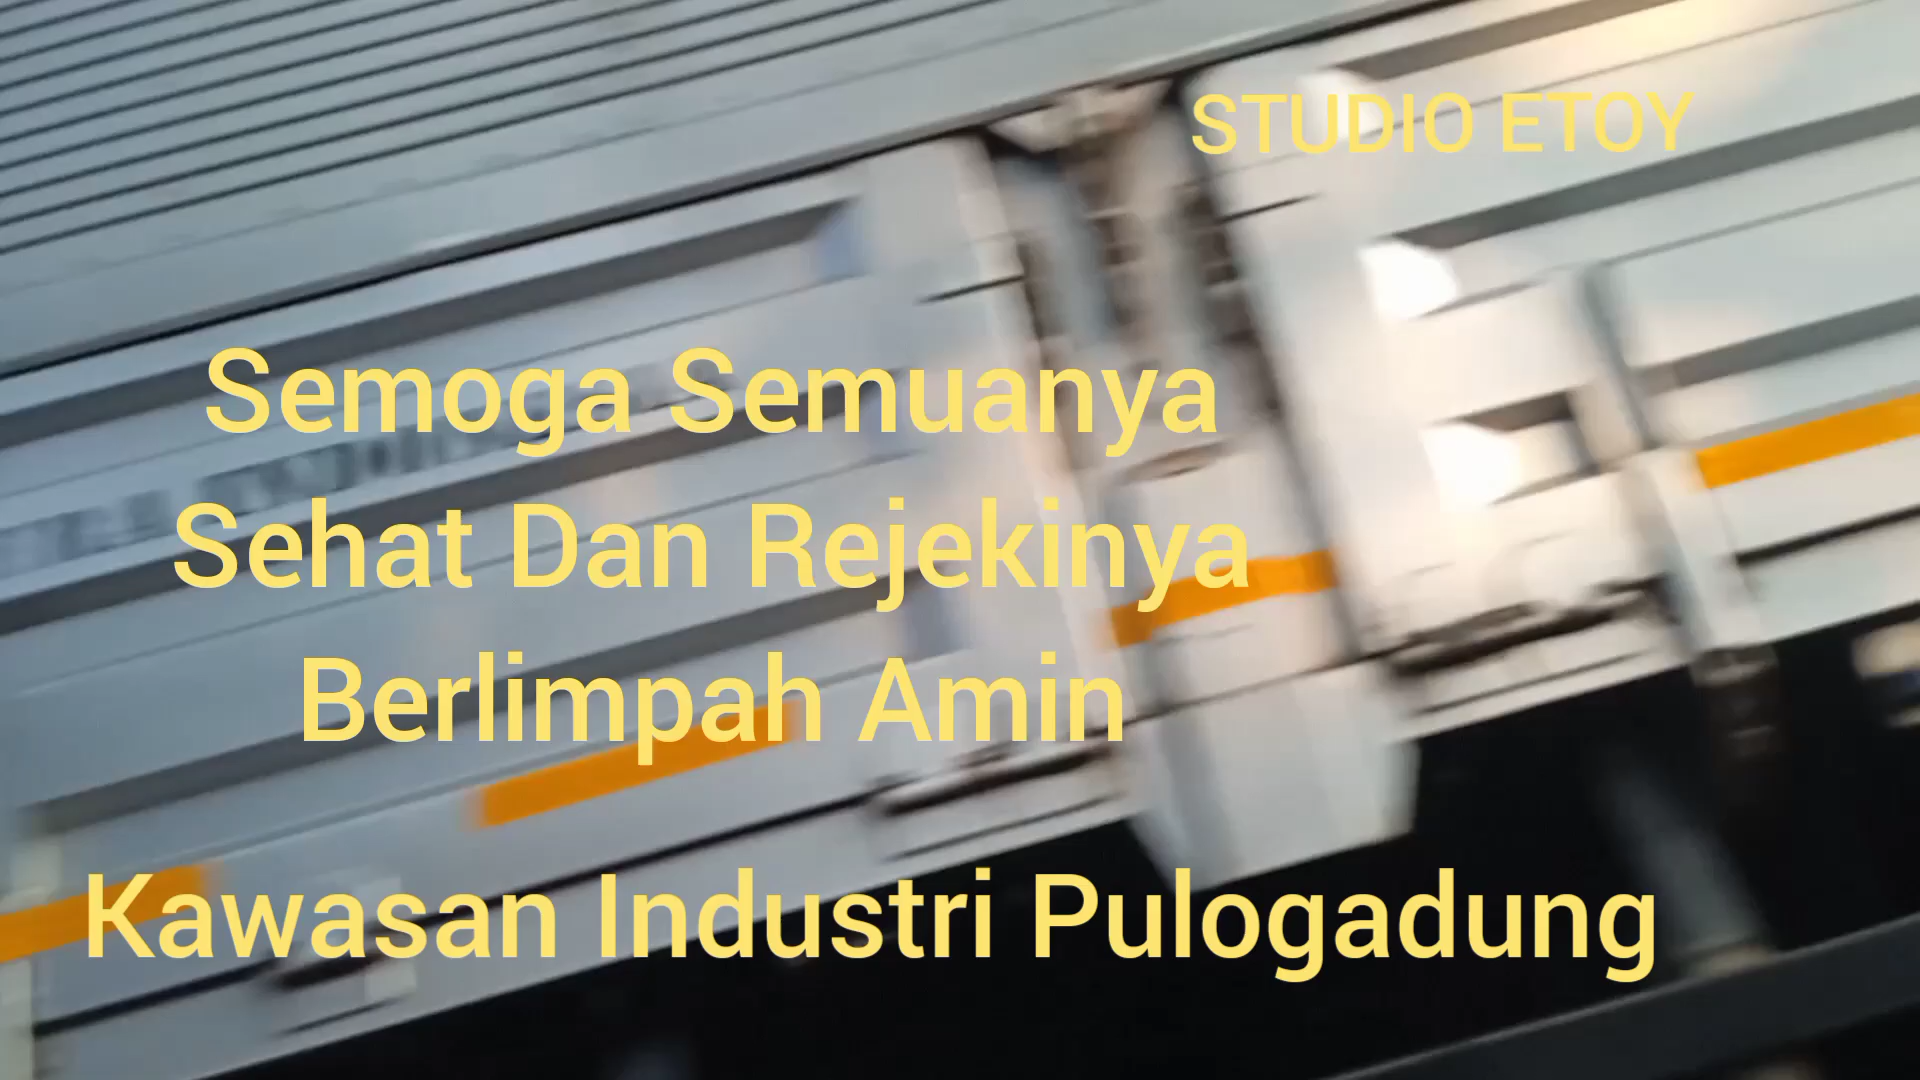 STUDIO ETOY
Semoga Semuanya
Sehat Dan Rejekinya
Berlimpah Amin
Kawasan Industri Pulogadung